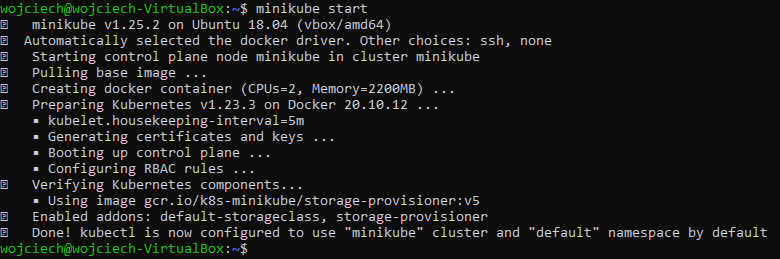 wojciech@wojciech-VirtualBox:~$ minikube start
minikube v1.25.2 on Ubuntu 18.04 (vbox/amd64)
Automatically selected the docker driver. Other choices: ssh, none
Starting control plane node minikube in cluster minikube
Pulling base image ...
Creating docker container (CPUs=2, Memory=2200MB) ...
Preparing Kubernetes v1.23.3 on Docker 20.10.12 ...
▪ kubelet.housekeeping-interval=5m
▪ Generating certificates and keys ...
▪ Booting up control plane ...
▪ Configuring RBAC rules ...
Verifying Kubernetes components...
▪ Using image gcr.io/k8s-minikube/storage-provisioner:v5
Enabled addons: default-storageclass, storage-provisioner
Done! kubectl is now configured to use "minikube" cluster and "default" namespace by default
wojciech@wojciech-VirtualBox:~$